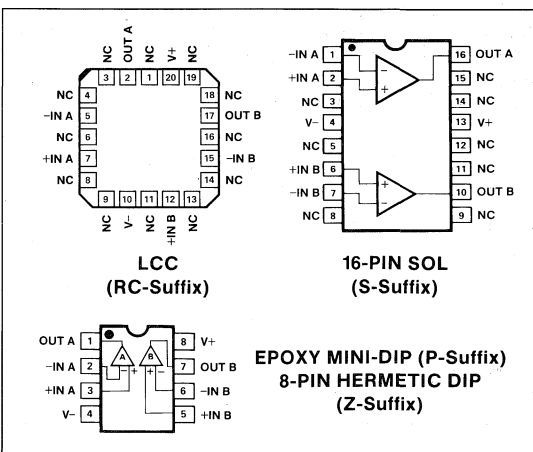 OUT A
NC NC V+ NC
3 2 1 20 19
NC 4 18 NC
-IN A 5 17 OUT B
NC 6 16 NC
+IN A 7 15 -IN B
NC 8 14 NC
9 10 11 12 13
NC V- NC +IN B NC
LCC
(RC-Suffix)
-IN A 1 16 OUT A
+IN A 2 - + 15 NC
NC 3 14 NC
V- 4 13 V+
NC 5 12 NC
+IN B 6 + 11 NC
-IN B 7 - 10 OUT B
NC 8 9 NC
16-PIN SOL
(S-Suffix)
OUT A 1 8 V+
-IN A 2 A B 7 OUT B
- + + -
+IN A 3 6 -IN B
V- 4 5 +IN B
EPOXY MINI-DIP (P-Suffix)
8-PIN HERMETIC DIP
(Z-Suffix)